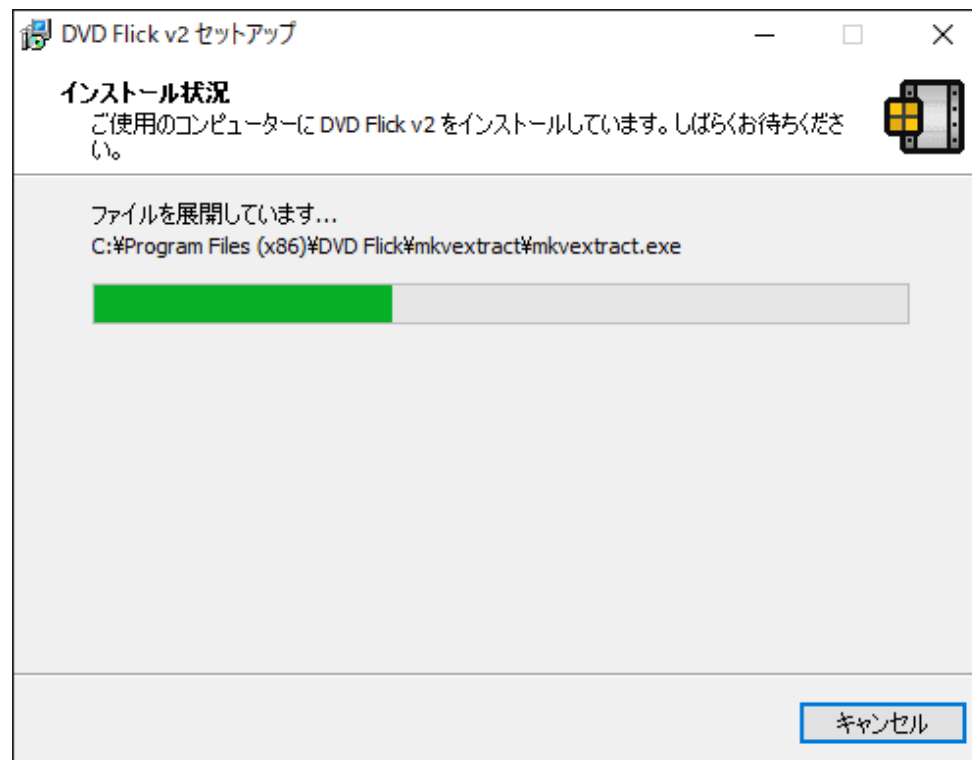 DVD Flick v2 セットアップ
インストール状況
ご使用のコンピューターに DVD Flick v2 をインストールしています。しばらくお待ちくださ
い。
ファイルを展開しています...
C:¥Program Files (x86)¥DVD Flick¥mkvextract¥mkvextract.exe
キャンセル